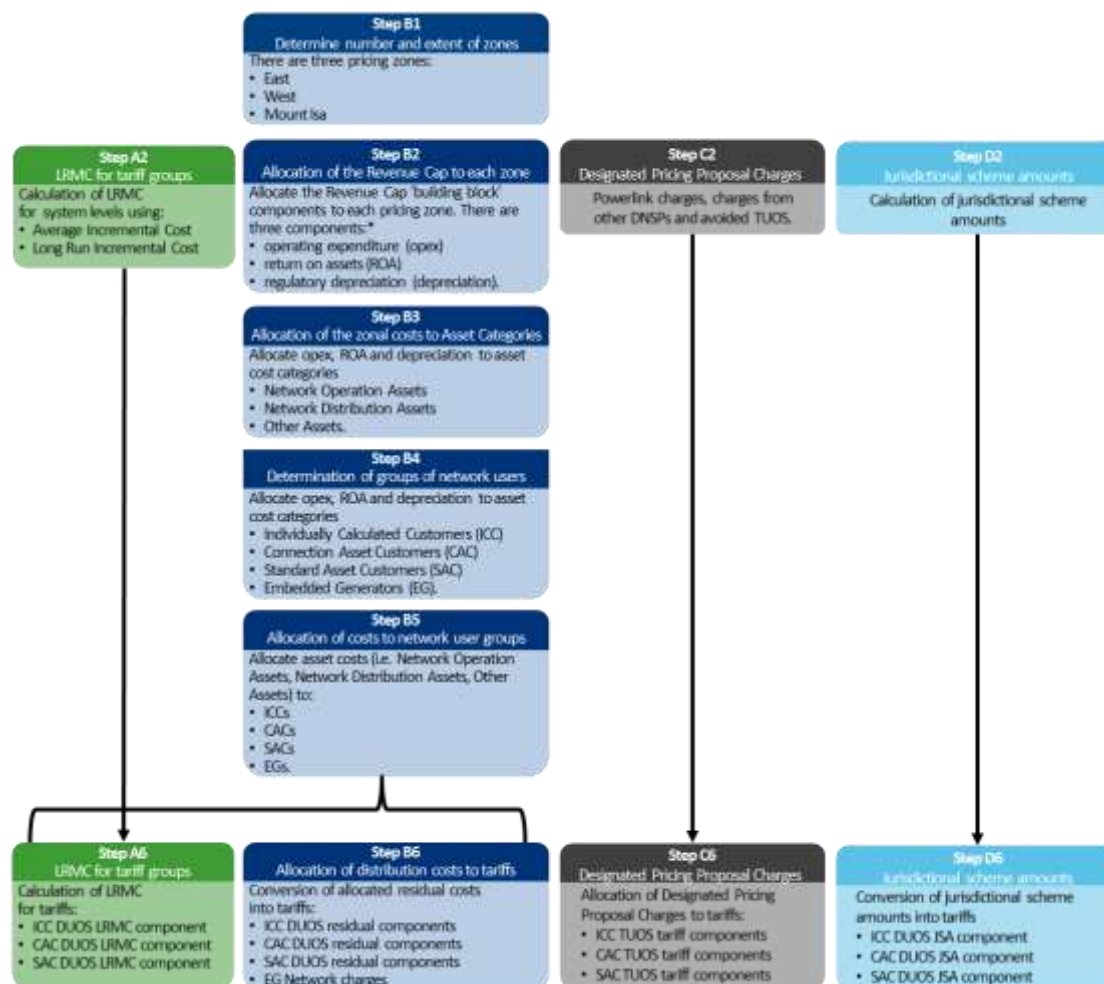 Step B1
Determine number and extent of zones
There are three pricing zones:
• East
• West
• Mount Isa
Step A2
LRMC for tariff groups
Calculation of LRMC
for system levels using:
• Average Incremental Cost
• Long Run Incremental Cost
Step B2
Allocation of the Revenue Cap to each zone
Allocate the Revenue Cap 'building block'
components to each pricing zone. There are
three components:*
• operating expenditure (opex)
• return on assets (ROA)
• regulatory depreciation (depreciation).
Step C2
Designated Pricing Proposal Charges
Powerlink charges, charges from
other DNSPs and avoided TUOS.
Step D2
Jurisdictional scheme amounts
Calculation of jurisdictional scheme
amounts
Step B3
Allocation of the zonal costs to Asset Categories
Allocate opex, ROA and depreciation to asset
cost categories
• Network Operation Assets
• Network Distribution Assets
• Other Assets.
Step B4
Determination of groups of network users
Allocate opex, ROA and depreciation to asset
cost categories
• Individually Calculated Customers (ICC)
• Connection Asset Customers (CAC)
• Standard Asset Customers (SAC)
• Embedded Generators (EG).
Step B5
Allocation of costs to network user groups
Allocate asset costs (i.e. Network Operation
Assets, Network Distribution Assets, Other
Assets) to:
• ICCs
• CACs
• SACs
• EGs.
Step A6
LRMC for tariff groups
Calculation of LRMC
for tariffs:
• ICC DUOS LRMC component
• CAC DUOS LRMC component
• SAC DUOS LRMC component
Step B6
Allocation of distribution costs to tariffs
Conversion of allocated residual costs
into tariffs:
• ICC DUOS residual components
• CAC DUOS residual components
• SAC DUOS residual components
• EG Network charges
Step C6
Designated Pricing Proposal Charges
Allocation of Designated Pricing
Proposal Charges to tariffs:
• ICC TUOS tariff components
• CAC TUOS tariff components
• SAC TUOS tariff components
Step D6
Jurisdictional scheme amounts
Conversion of jurisdictional scheme
amounts into tariffs
• ICC DUOS JSA component
• CAC DUOS JSA component
• SAC DUOS JSA component